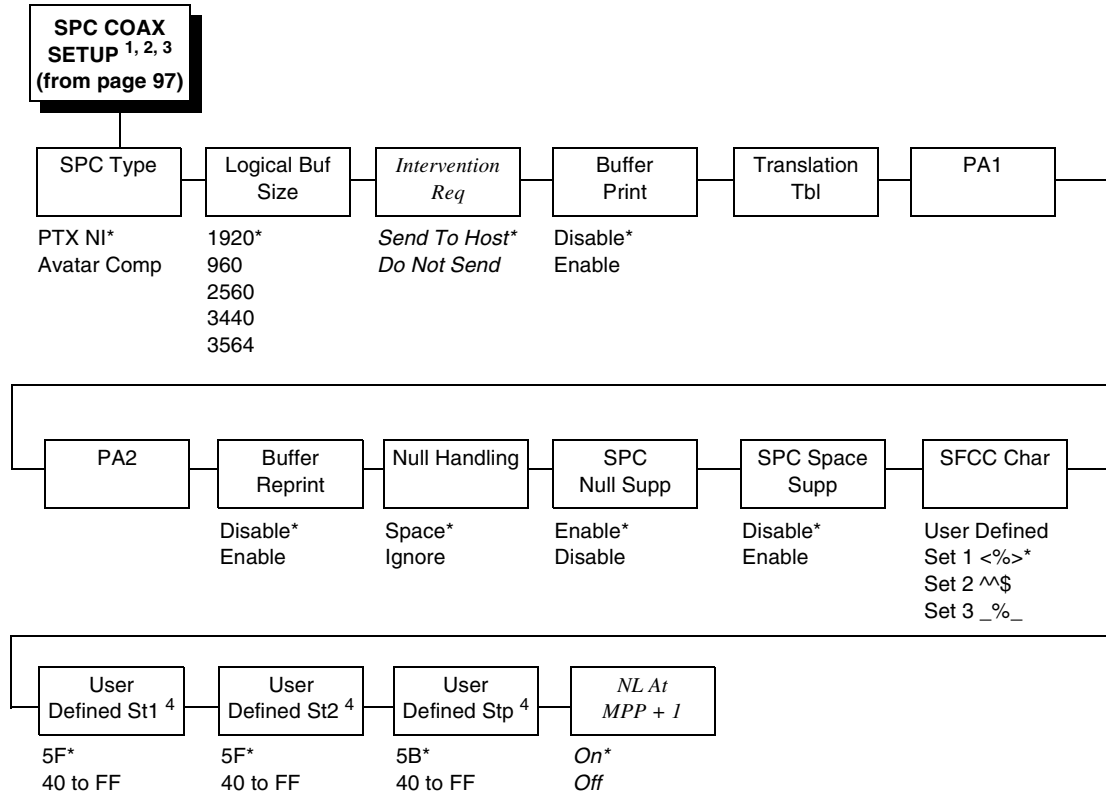 SPC COAX
SETUP 1, 2, 3
(from page 97)
SPC Type
PTX NI*
Avatar Comp
Logical Buf
Size
1920*
960
2560
3440
3564
Intervention
Req
Send To Host*
Do Not Send
Buffer
Print
Disable*
Enable
Translation
Tbl
PA1
PA2
Buffer
Reprint
Disable*
Enable
Null Handling
Space*
Ignore
SPC
Null Supp
Enable*
Disable
SPC Space
Supp
Disable*
Enable
SFCC Char
User Defined
Set 1 <%>*
Set 2 ^^$
Set 3 _%_
User
Defined St1 4
5F*
40 to FF
User
Defined St2 4
5F*
40 to FF
User
Defined Stp 4
5B*
40 to FF
NL At
MPP + 1
On*
Off